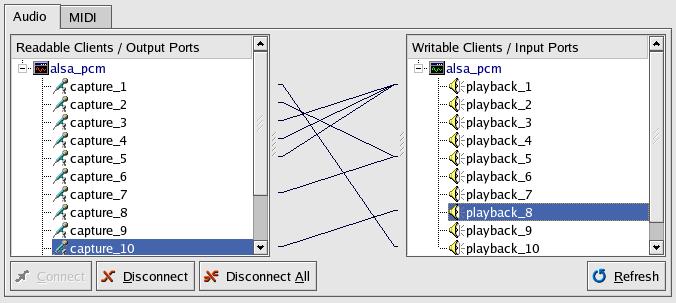 Audio MIDI
Readable Clients / Output Ports
alsa_pcm
capture_1
capture_2
capture_3
capture_4
capture_5
capture_6
capture_7
capture_8
capture_9
capture_10
Writable Clients / Input Ports
alsa_pcm
playback_1
playback_2
playback_3
playback_4
playback_5
playback_6
playback_7
playback_8
playback_9
playback_10
Connect Disconnect Disconnect All Refresh